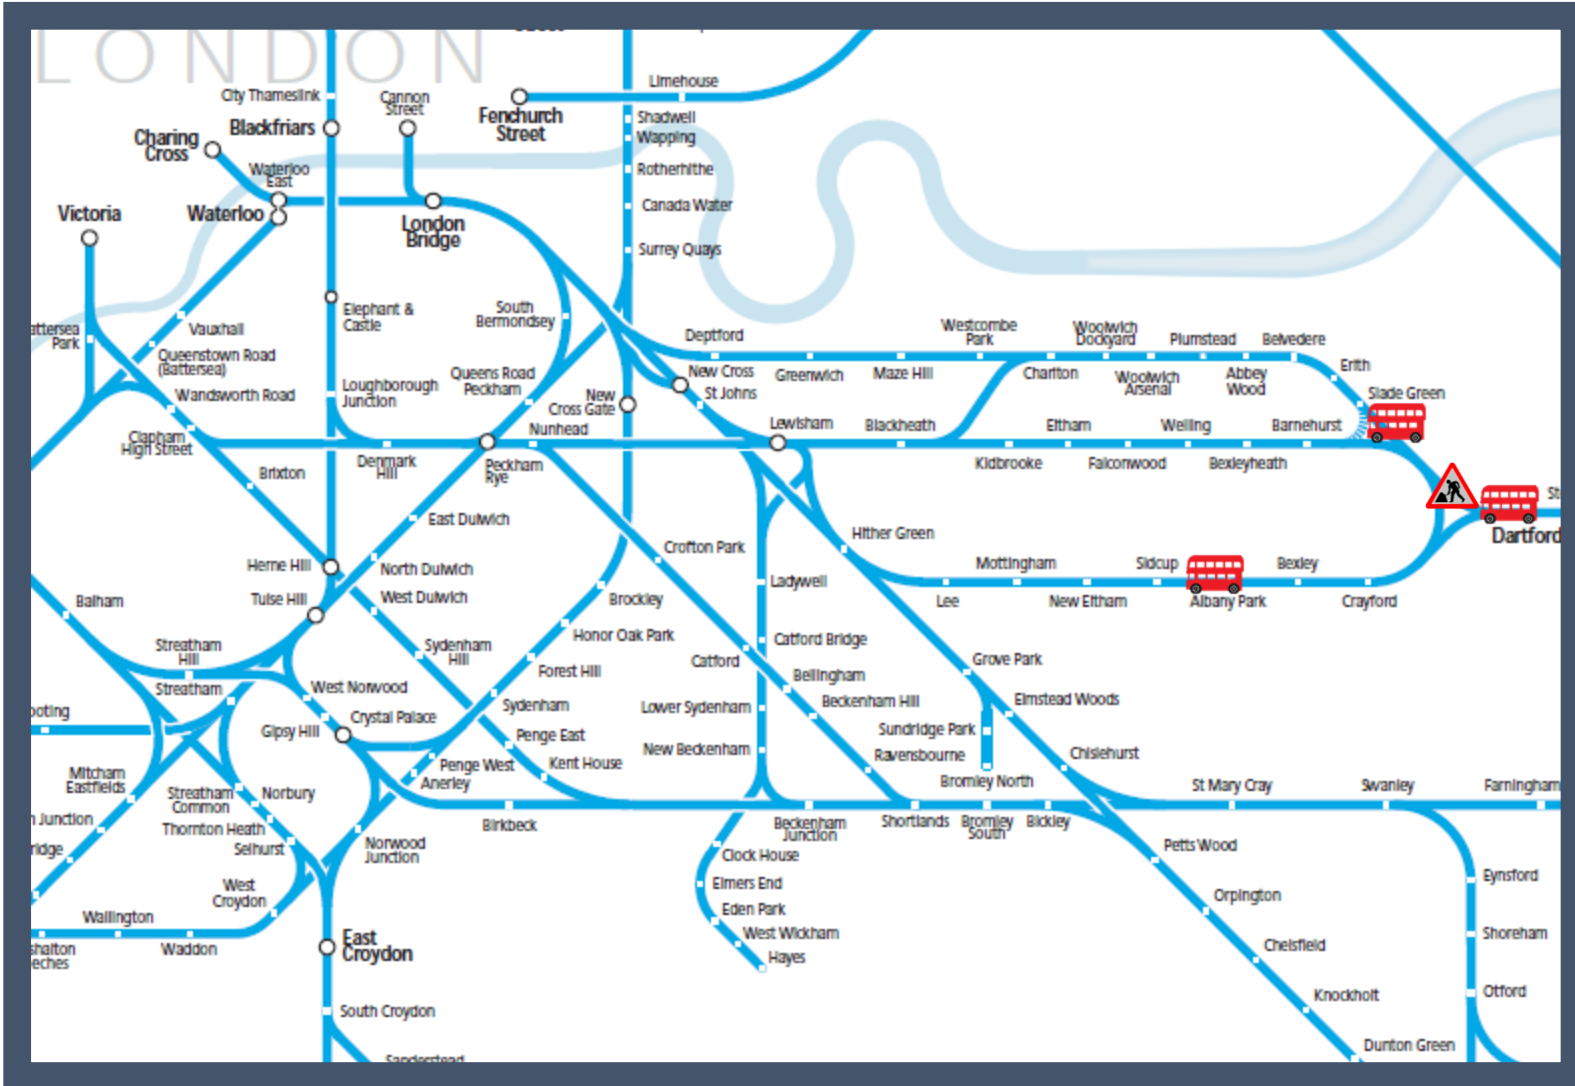 LONDON
Limehouse
City Thameslink
Cannon
Street
Fenchurch
Street
Shadwell
Wapping
Blackfriars
Charing
Cross
Waterloo
East
Rotherhithe
Waterloo
London
Bridge
Canada Water
Victoria
Surrey Quays
Elephant &
Castle
South
Bermondsey
Vauxhall
attersea
Park
Queenstown Road
(Battersea)
Wandsworth Road
Loughborough
Junction
Queens Road
Peckham
New
Cross Gate
New Cross
St Johns
Deptford
Greenwich
Maze Hill
Westcombe
Park
Charlton
Woolwich
Dockyard
Woolwich
Arsenal
Plumstead
Abbey
Wood
Belvedere
Erith
Slade Green
Clapham
High Street
Denmark
Hill
Peckham
Rye
Nunhead
Lewisham
Blackheath
Kidbrooke
Eltham
Falconwood
Welling
Bexleyheath
Barnehurst
Brixton
East Dulwich
Hither Green
St
Dartford
Herne Hill
North Dulwich
Crofton Park
Ladywell
Lee
Mottingham
New Eltham
Sidcup
Albany Park
Bexley
Crayford
Tulse Hill
West Dulwich
Brockley
Balham
Streatham
Hill
Sydenham
Hill
Honor Oak Park
Catford Bridge
Forest Hill
Catford
Bellingham
Grove Park
Streatham
West Norwood
Sydenham
Lower Sydenham
Beckenham Hill
Elmstead Woods
ooting
Gipsy Hill
Crystal Palace
Penge East
New Beckenham
Ravensbourne
Sundridge Park
Chislehurst
Bromley North
Mitcham
Eastfields
Streatham
Common
Norbury
Penge West
Anerley
Kent House
St Mary Cray
Swanley
Farningham
n Junction
Thornton Heath
Selhurst
Norwood
Junction
Birkbeck
Beckenham
Junction
Shortlands
Bromley
South
Bickley
ridge
Clock House
Petts Wood
West
Croydon
Elmers End
Orpington
Eynsford
Wallington
Eden Park
West Wickham
Chelsfield
Shoreham
shalton
eches
Waddon
East
Croydon
Hayes
Knockholt
Otford
South Croydon
Dunton Green
Sanderstead